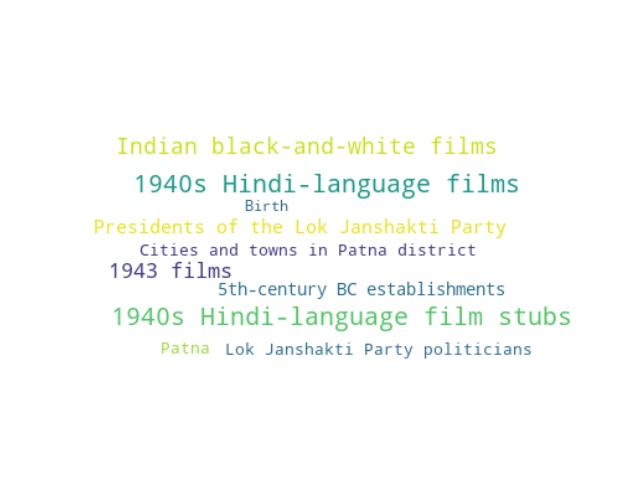 Indian black-and-white films
1940s Hindi-language films
Birth
Presidents of the Lok Janshakti Party
Cities and towns in Patna district
1943 films
5th-century BC establishments
1940s Hindi-language film stubs
Patna Lok Janshakti Party politicians